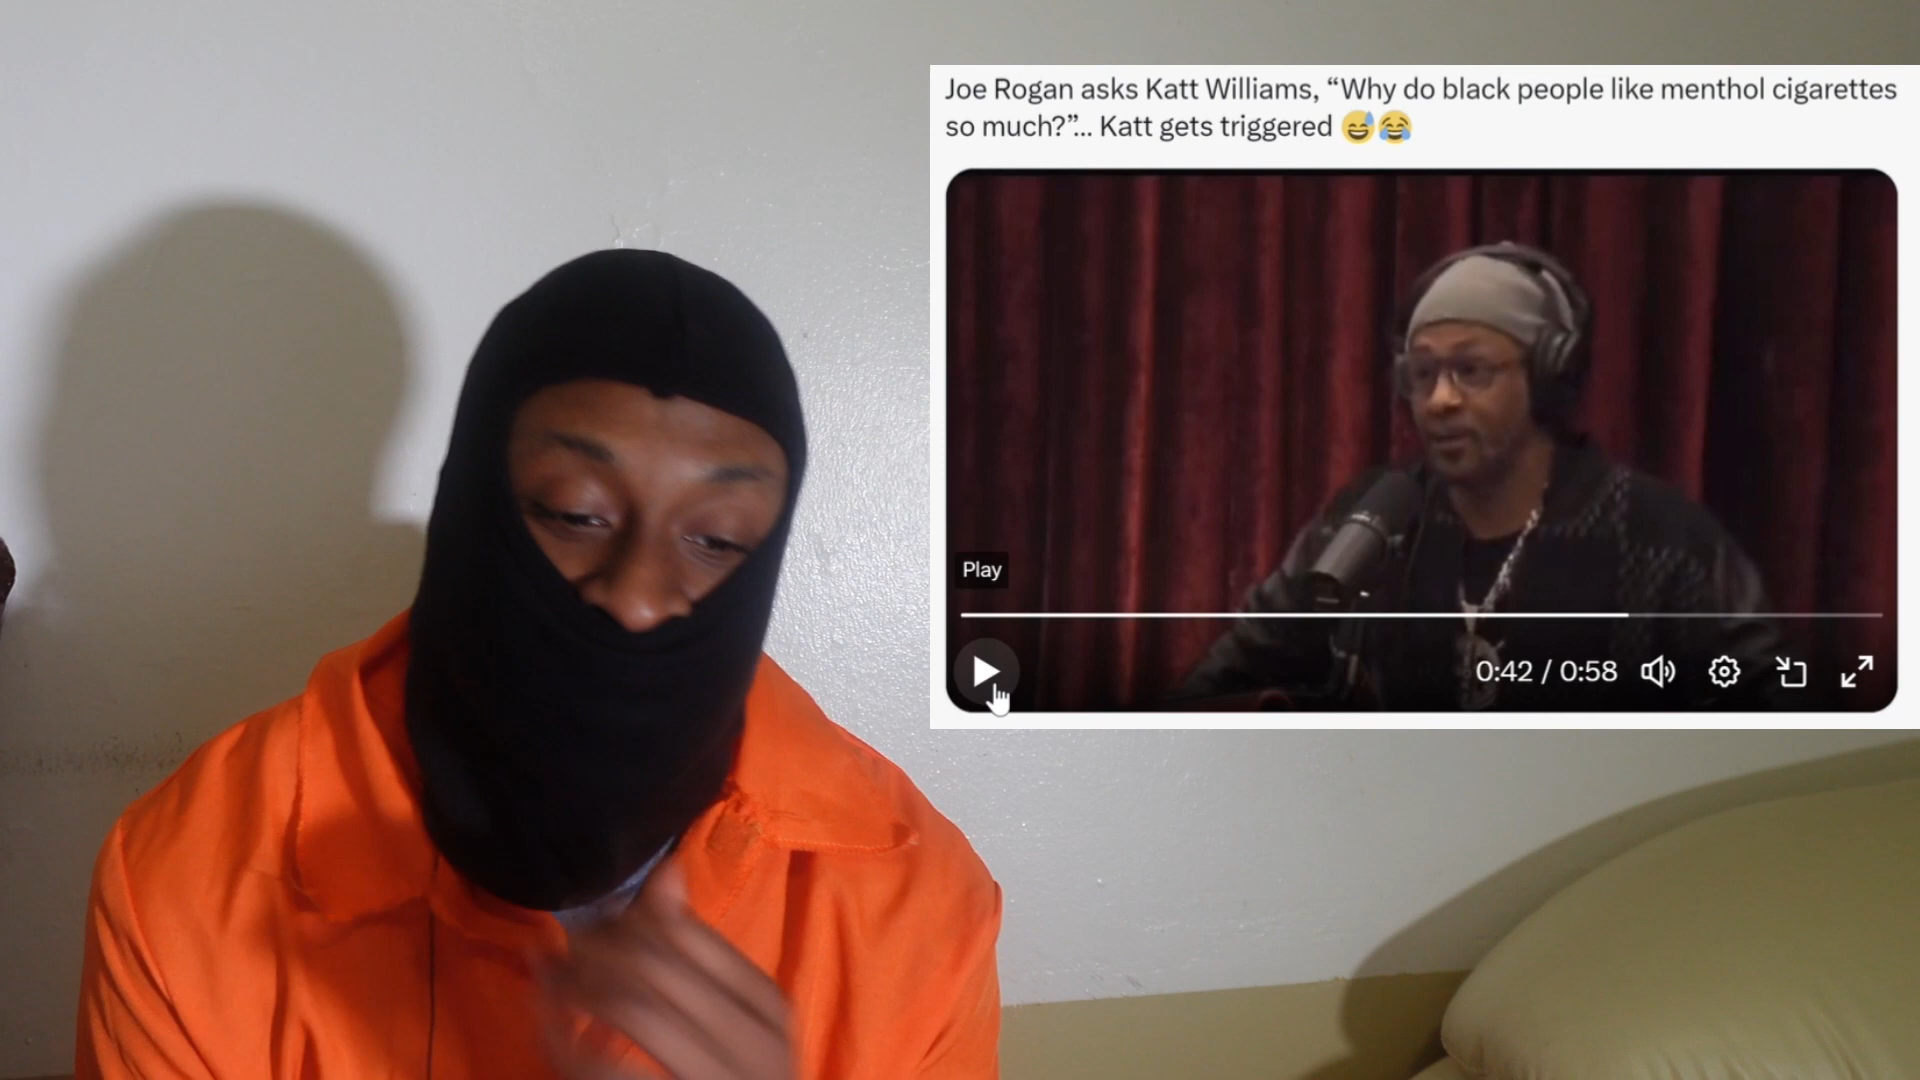 Joe Rogan asks Katt Williams, “Why do black people like menthol cigarettes
so much?”... Katt gets triggered 😅😂
Play
0:42 / 0:58